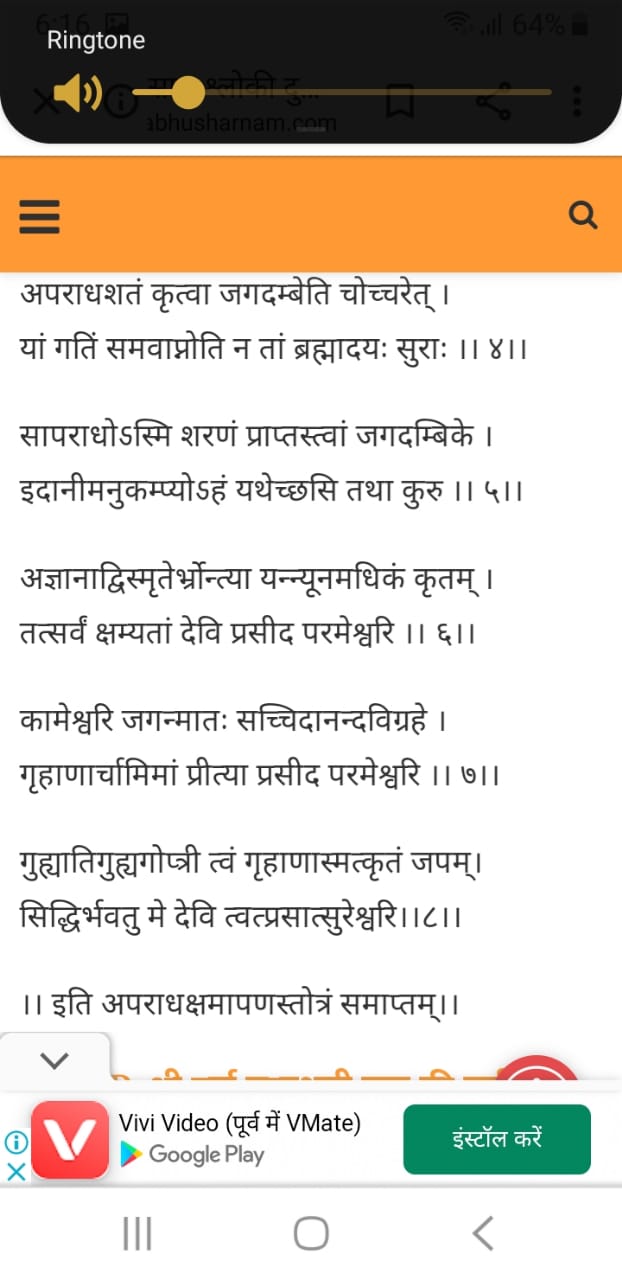 6:16
64%
Ringtone
श्लोकी दु...
abhusharnam.com
अपराधशतं कृत्वा जगदम्बेति चोच्चरेत् ।
यां गतिं समवाप्नोति न तां ब्रह्मादयः सुराः ।। ४।।
सापराधोऽस्मि शरणं प्राप्तस्त्वां जगदम्बिके ।
इदानीमनुकम्प्योऽहं यथेच्छसि तथा कुरु ।। ५।।
अज्ञानाद्विस्मृतेर्भ्रोन्त्या यन्न्यूनमधिकं कृतम् ।
तत्सर्वं क्षम्यतां देवि प्रसीद परमेश्वरि ।। ६।।
कामेश्वरि जगन्मातः सच्चिदानन्दविग्रहे ।
गृहाणार्चामिमां प्रीत्या प्रसीद परमेश्वरि ।। ७।।
गुह्यातिगुह्यगोप्त्री त्वं गृहाणास्मत्कृतं जपम्।
सिद्धिर्भवतु मे देवि त्वत्प्रसात्सुरेश्वरि।।८।।
।। इति अपराधक्षमापणस्तोत्रं समाप्तम्।।
Vivi Video (पूर्व में VMate)
Google Play
इंस्टॉल करें